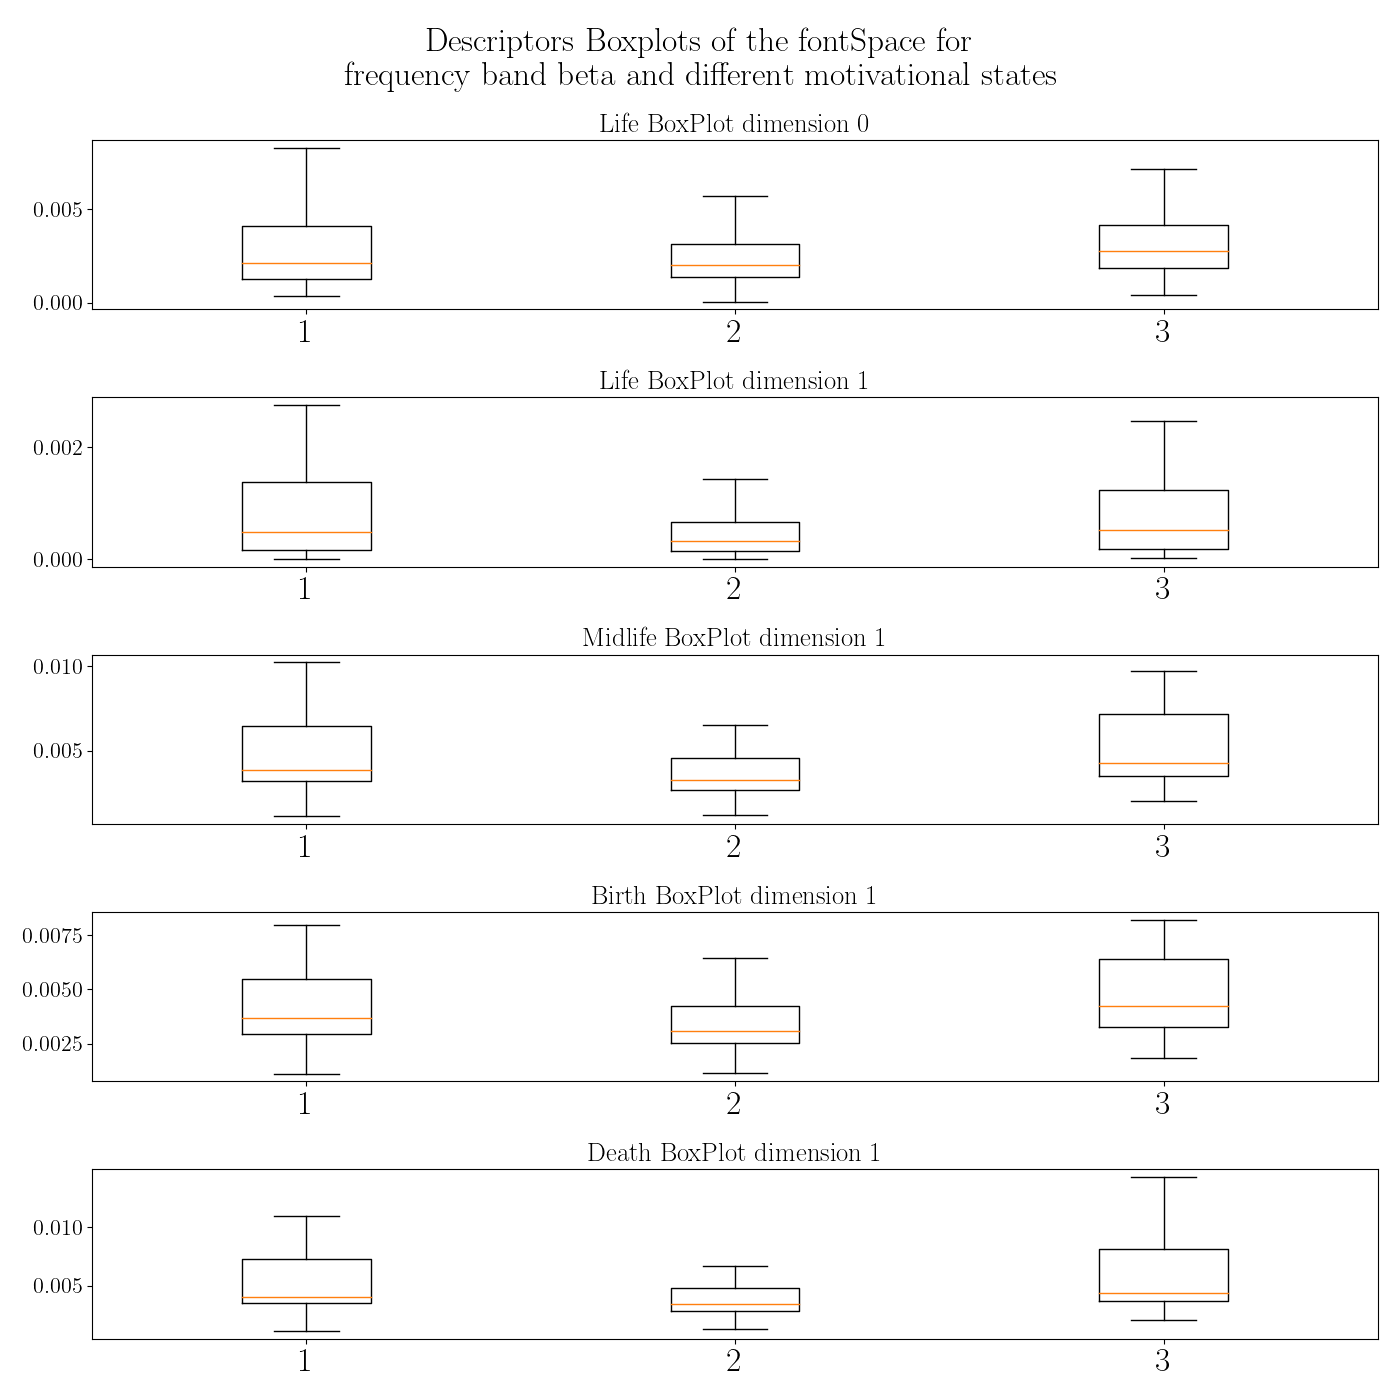 Descriptors Boxplots of the fontSpace for
frequency band beta and different motivational states
Life BoxPlot dimension 0
0.005
0.000
1 2 3
Life BoxPlot dimension 1
0.002
0.000
1 2 3
Midlife BoxPlot dimension 1
0.010
0.005
1 2 3
Birth BoxPlot dimension 1
0.0075
0.0050
0.0025
1 2 3
Death BoxPlot dimension 1
0.010
0.005
1 2 3